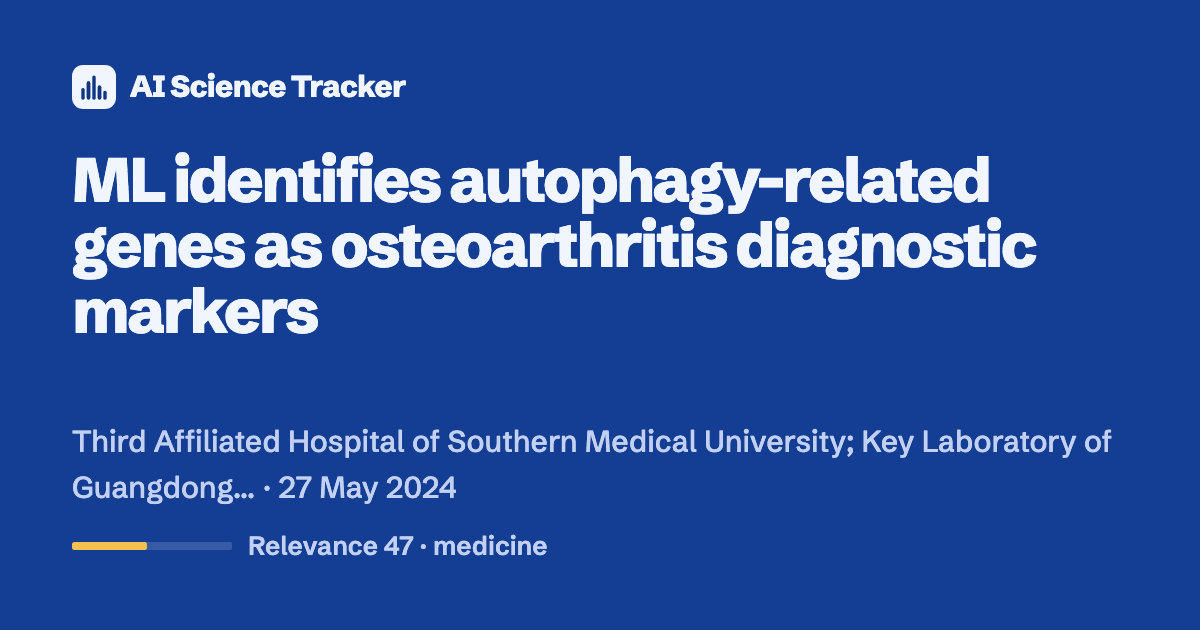 AI Science Tracker
ML identifies autophagy-related
genes as osteoarthritis diagnostic
markers
Third Affiliated Hospital of Southern Medical University; Key Laboratory of
Guangdong... · 27 May 2024
Relevance 47 · medicine